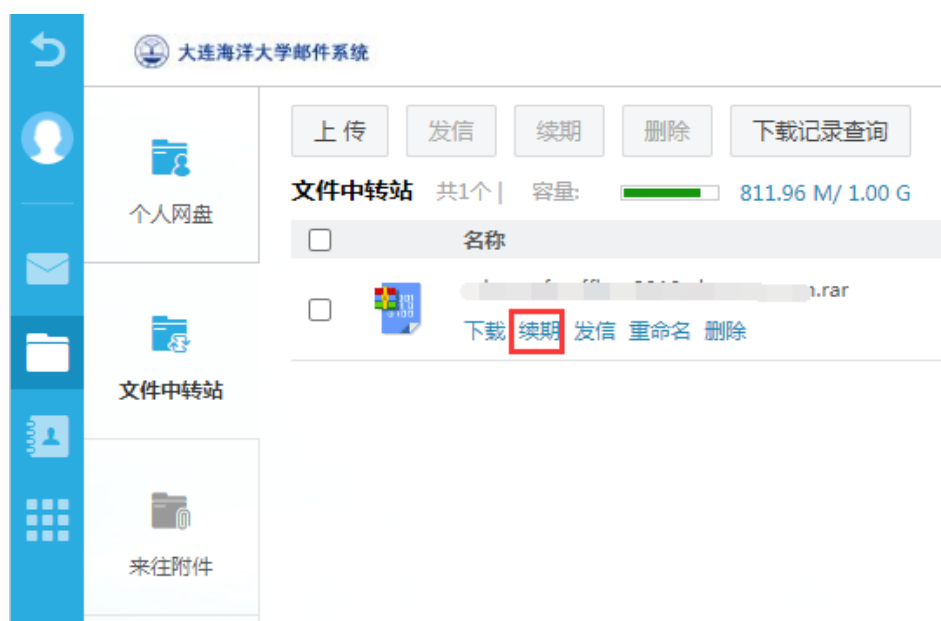 大连海洋大学邮件系统
上 传 发信 续期 删除 下载记录查询
个人网盘
文件中转站 共1个 | 容量: 811.96 M/ 1.00 G
名称
.rar
下载 续期 发信 重命名 删除
文件中转站
来往附件